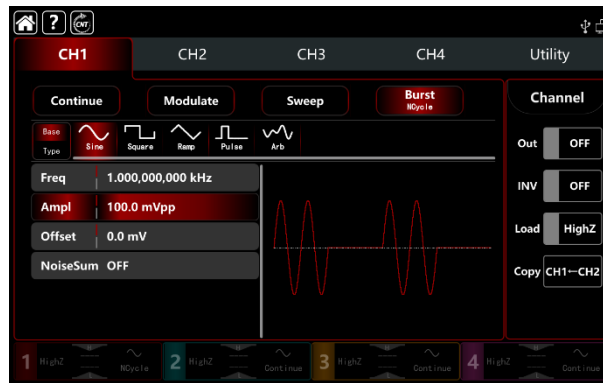 ? CNT
CH1 CH2 CH3 CH4 Utility
Continue Modulate Sweep Burst Channel
NCycle
Base
Type Sine Square Ramp Pulse Arb
Out OFF
Freq 1.000,000,000 kHz
INV OFF
Ampl 100.0 mVpp
Offset 0.0 mV
Load HighZ
NoiseSum OFF
Copy CH1←CH2
1 HighZ NCycle 2 HighZ Continue 3 HighZ Continue 4 HighZ Continue